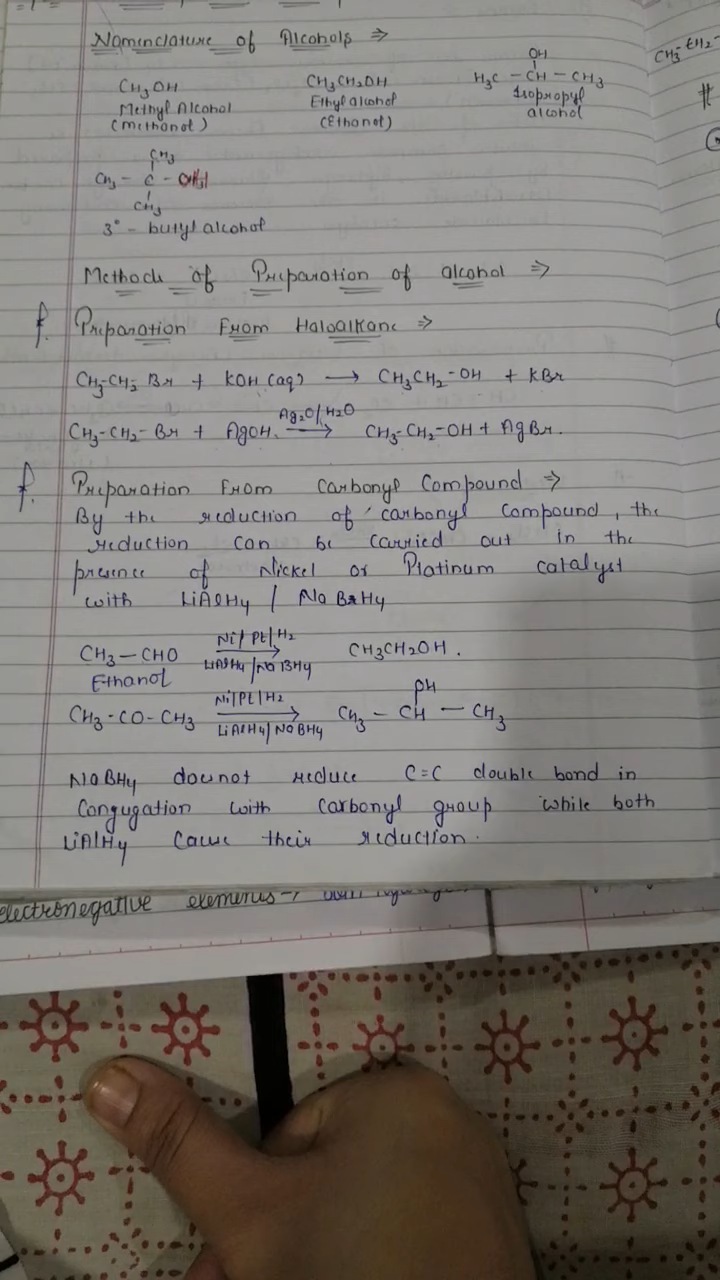 Nomenclature of Alcohols ⇒
CH3OH CH3CH2OH H3C - CH - CH3
OH
Methyl Alcohol Ethyl alcohol Isopropyl
(methanol) (Ethanol) alcohol
CH3
CH3 - C - OH
CH3
3° - butyl alcohol
CH3-CH2-
#
Methods of Preparation of alcohol ⇒
Preparation From Haloalkane ⇒
CH3-CH2Br + KOH (aq) ⟶ CH3CH2-OH + KBr
Ag2O/H2O
CH3-CH2-Br + AgOH. ⟶ CH3-CH2-OH + AgBr.
Preparation From Carbonyl Compound ⇒
By the reduction of carbonyl compound, the
reduction can be carried out in the
presence of Nickel or Platinum catalyst
with LiAlH4 / NaBrH4
Ni/Pt/H2
CH3-CHO ⟶ CH3CH2OH.
LiAlH4/NaBH4
Ethanol
Ni/Pt/H2 OH
CH3-CO-CH3 ⟶ CH3 - CH - CH3
LiAlH4/NaBH4
NaBH4 dounot reduce C=C double bond in
Congugation with Carbonyl group while both
LiAlH4 Cause their reduction.
electronegative elements →